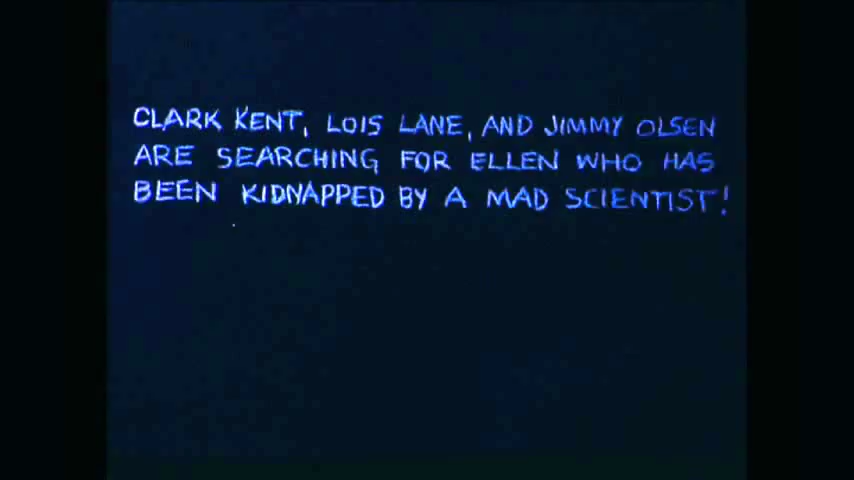 CLARK KENT, LOIS LANE, AND JIMMY OLSEN
ARE SEARCHING FOR ELLEN WHO HAS
BEEN KIDNAPPED BY A MAD SCIENTIST!